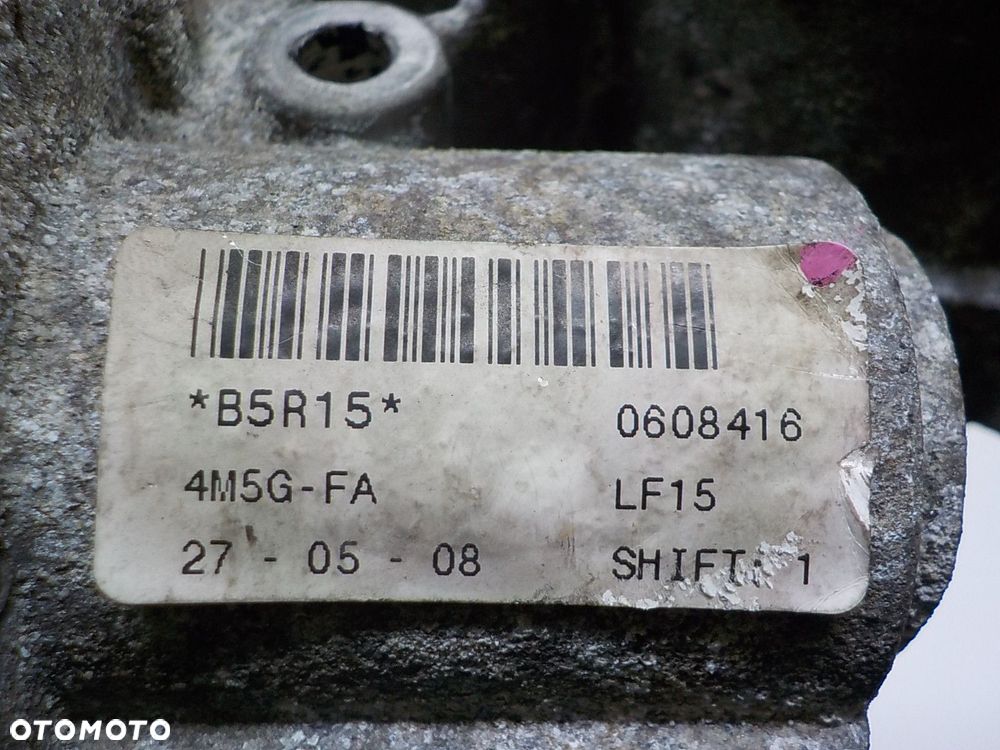 *B5R15* 0608416
4M5G-FA LF15
27 - 05 - 08 SHIFT: 1
OTOMOTO